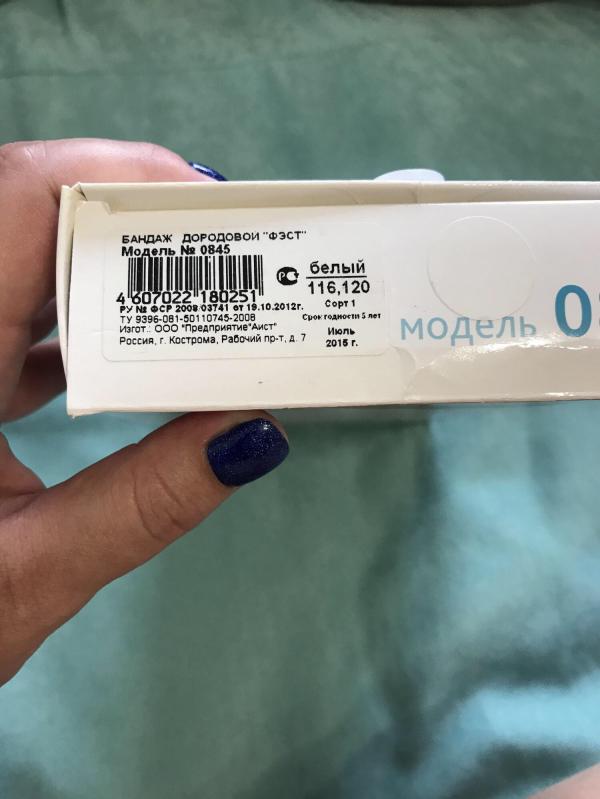 БАНДАЖ ДОРОДОВОЙ "ФЭСТ"
Модель № 0845
4 607022 180251
РУ № ФСР 2008/03741 от 19.10.2012г.
ТУ 9396-081-50110745-2008
Изгот.: ООО "Предприятие"Аист"
Россия, г. Кострома, Рабочий пр-т, д. 7
белый
116,120
Сорт 1
Срок годности 5 лет
Июль
2015 г.
модель 0